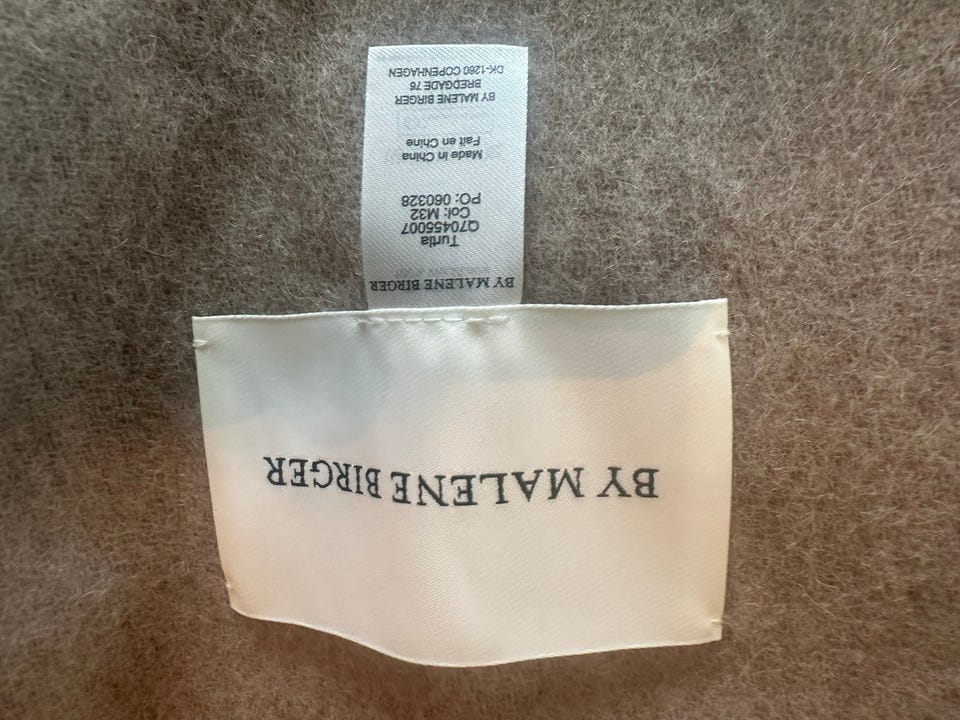 BY MALENE BIRGER
BY MALENE BIRGER
Turtia
Q70455007
Col: M32
PO: 060328
Made in China
Fait en Chine
BY MALENE BIRGER
BREDGADE 76
DK-1260 COPENHAGEN